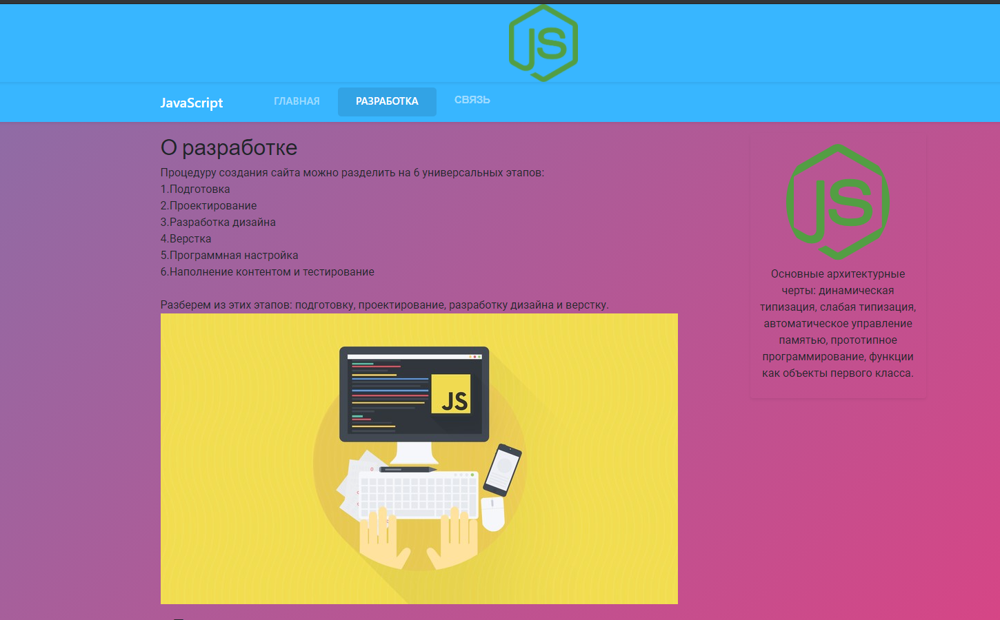 JS
JavaScript ГЛАВНАЯ РАЗРАБОТКА СВЯЗЬ
О разработке
Процедуру создания сайта можно разделить на 6 универсальных этапов:
1.Подготовка
2.Проектирование
3.Разработка дизайна
4.Верстка
5.Программная настройка
6.Наполнение контентом и тестирование
Разберем из этих этапов: подготовку, проектирование, разработку дизайна и верстку.
JS
JS
Основные архитектурные
черты: динамическая
типизация, слабая типизация,
автоматическое управление
памятью, прототипное
программирование, функции
как объекты первого класса.